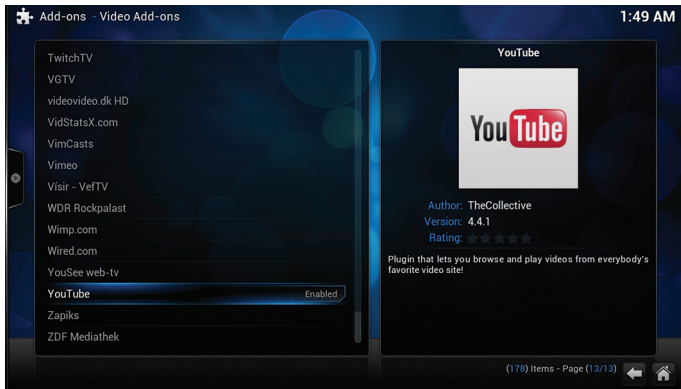 Add-ons - Video Add-ons
1:49 AM
TwitchTV
VGTV
videovideo.dk HD
VidStatsX.com
VimCasts
Vimeo
Vísir - VefTV
WDR Rockpalast
Wimp.com
Wired.com
YouSee web-tv
YouTube Enabled
Zapiks
ZDF Mediathek
YouTube
You Tube
Author: TheCollective
Version: 4.4.1
Rating:
Plugin that lets you browse and play videos from everybody's
favorite video site!
(178) Items - Page (13/13)